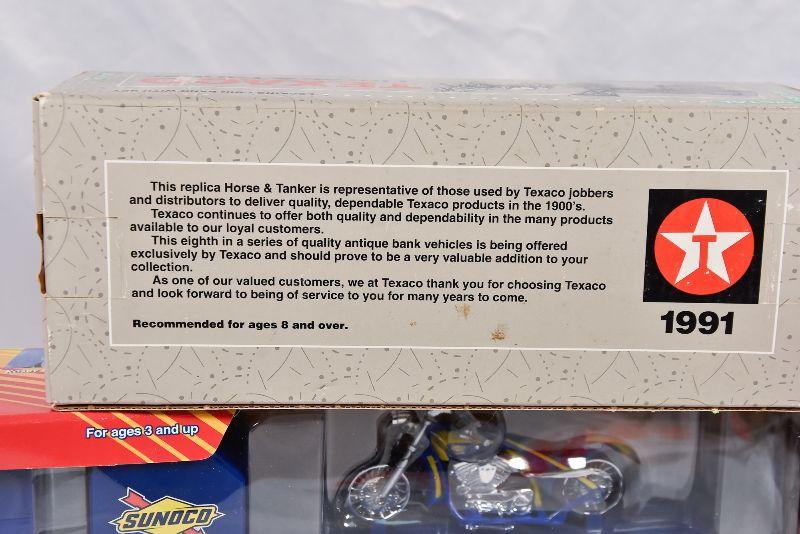 This replica Horse & Tanker is representative of those used by Texaco jobbers
and distributors to deliver quality, dependable Texaco products in the 1900's.
Texaco continues to offer both quality and dependability in the many products
available to our loyal customers.
This eighth in a series of quality antique bank vehicles is being offered
exclusively by Texaco and should prove to be a very valuable addition to your
collection.
As one of our valued customers, we at Texaco thank you for choosing Texaco
and look forward to being of service to you for many years to come.
Recommended for ages 8 and over.
T
1991
For ages 3 and up
SUNOCO